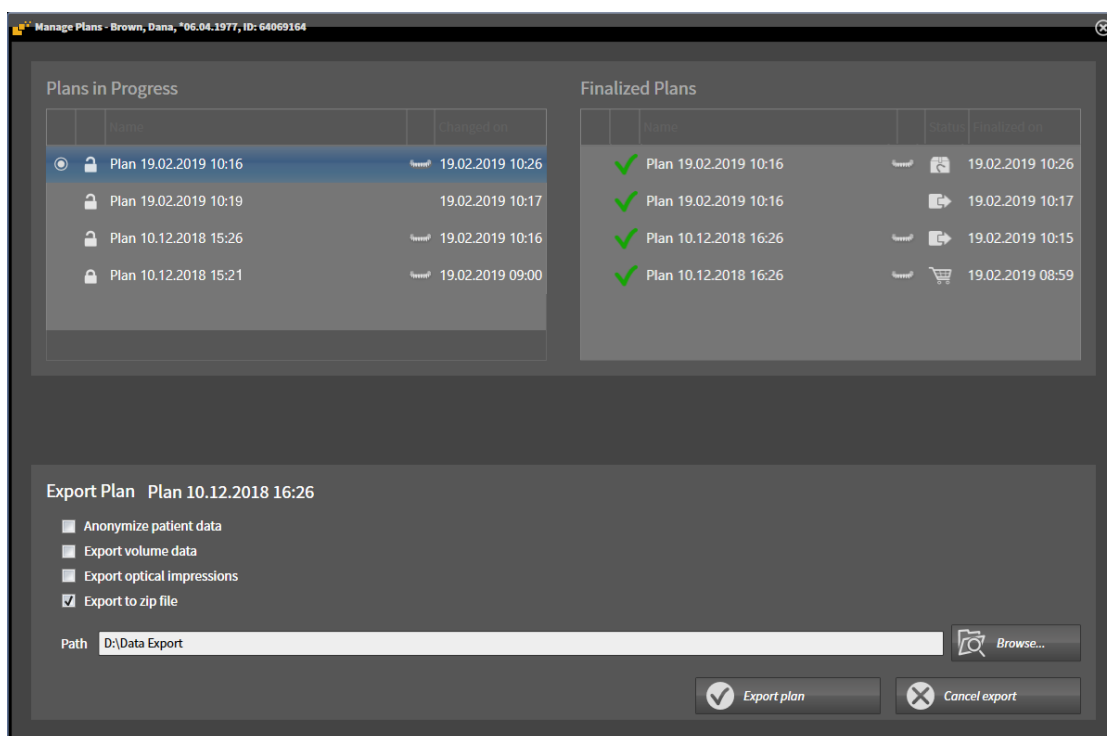 Manage Plans - Brown, Dana, *06.04.1977, ID: 64069164
Plans in Progress
Name Changed on
Plan 19.02.2019 10:16 19.02.2019 10:26
Plan 19.02.2019 10:19 19.02.2019 10:17
Plan 10.12.2018 15:26 19.02.2019 10:16
Plan 10.12.2018 15:21 19.02.2019 09:00
Finalized Plans
Name Status Finalized on
Plan 19.02.2019 10:16 19.02.2019 10:26
Plan 19.02.2019 10:16 19.02.2019 10:17
Plan 10.12.2018 16:26 19.02.2019 10:15
Plan 10.12.2018 16:26 19.02.2019 08:59
Export Plan Plan 10.12.2018 16:26
Anonymize patient data
Export volume data
Export optical impressions
Export to zip file
Path D:\Data Export Browse...
Export plan Cancel export